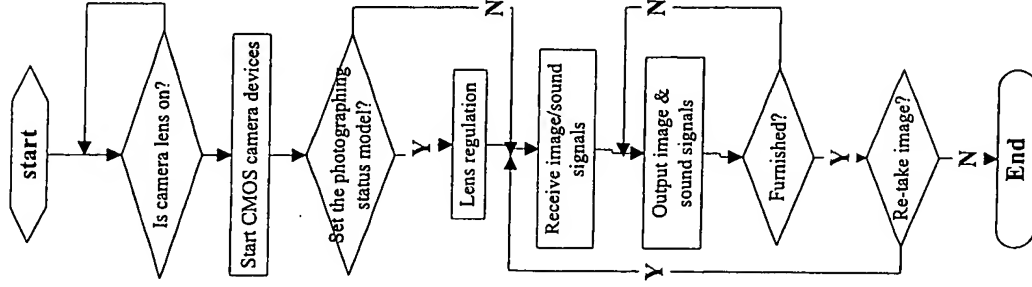 start
Is camera lens on?
Start CMOS camera devices
Set the photographing
status model?
N
Y
Lens regulation
Receive image/sound
signals
Output image &
sound signals
N
Furnished?
Y
Re-take image?
Y
N
End